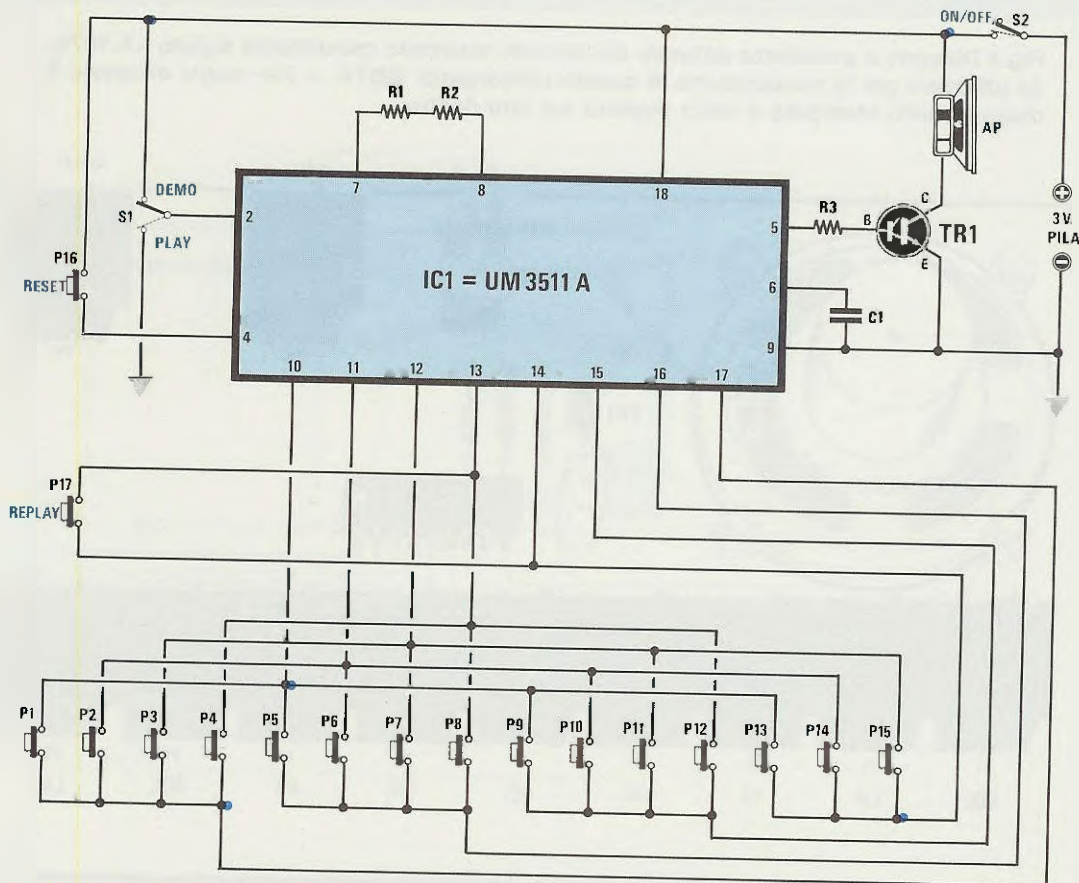 ON/OFF
S2
R1
R2
AP
7
8
18
DEMO
S1
PLAY
2
5
R3
B
C
E
TR1
3 V.
PILA
P16
RESET
IC1 = UM 3511 A
6
C1
4
9
10
11
12
13
14
15
16
17
P17
REPLAY
P1
P2
P3
P4
P5
P6
P7
P8
P9
P10
P11
P12
P13
P14
P15